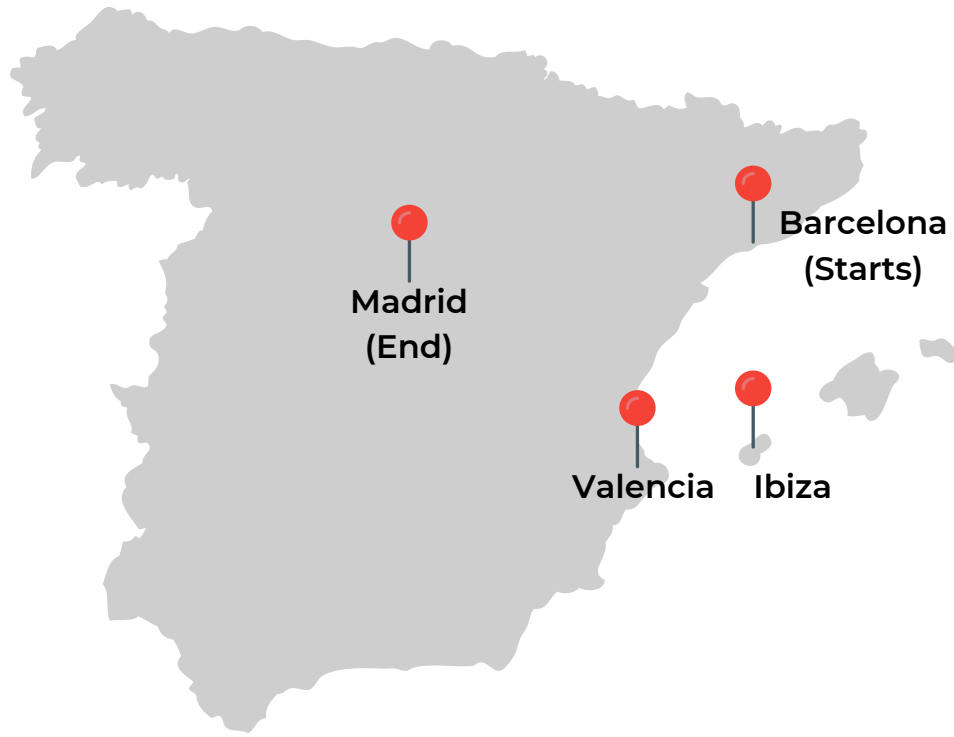 Barcelona
(Starts)
Madrid
(End)
Valencia
Ibiza